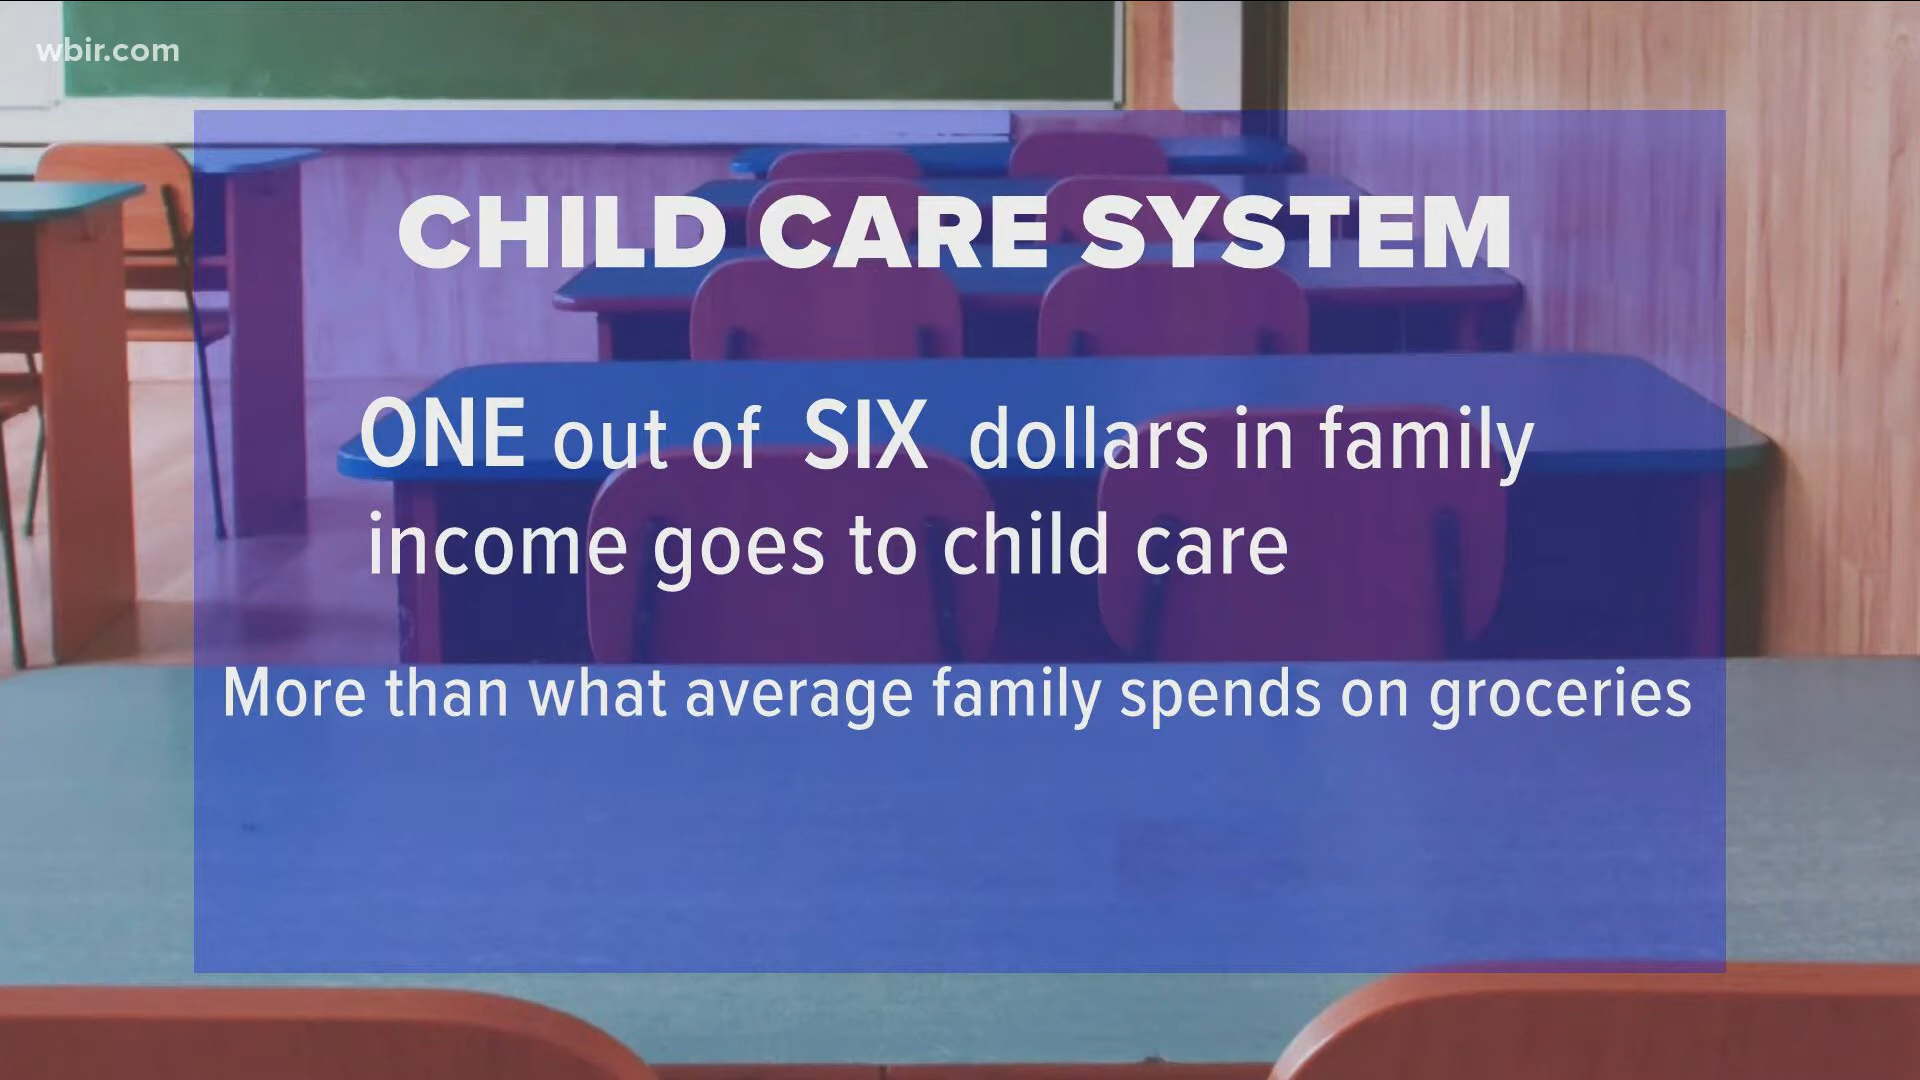 wbir.com
CHILD CARE SYSTEM
ONE out of SIX dollars in family
income goes to child care
More than what average family spends on groceries